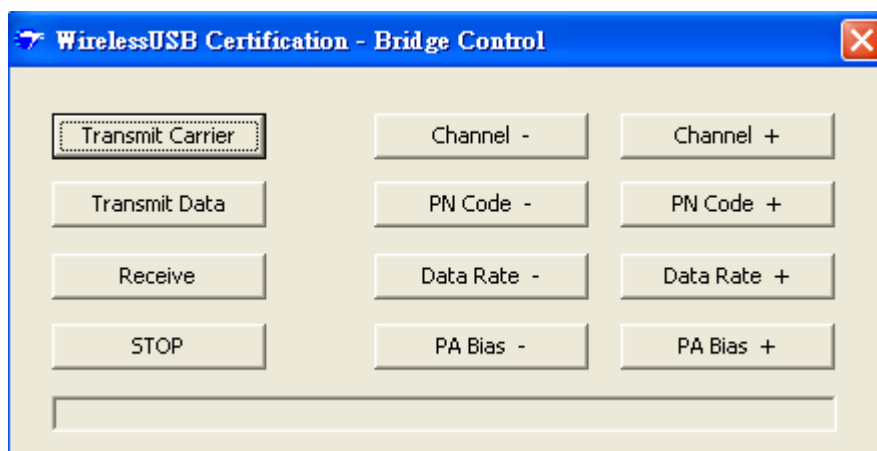 WirelessUSB Certification - Bridge Control
Transmit Carrier Channel - Channel +
Transmit Data PN Code - PN Code +
Receive Data Rate - Data Rate +
STOP PA Bias - PA Bias +